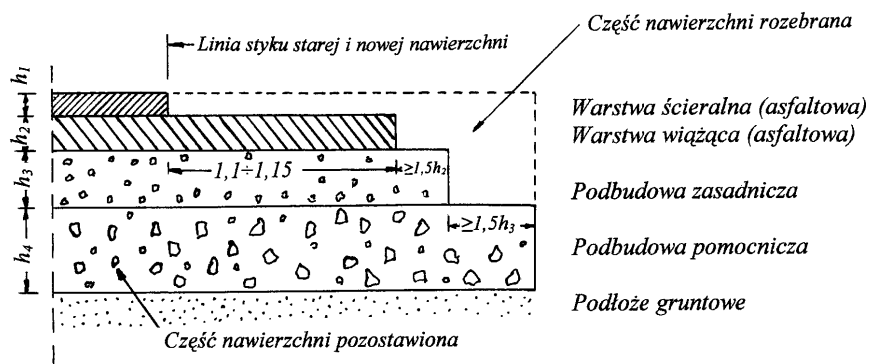 Linia styku starej i nowej nawierzchni
Część nawierzchni rozebrana
h₁
h₂
h₃
h₄
Warstwa ścieralna (asfaltowa)
Warstwa wiążąca (asfaltowa)
1,1÷1,15
≥1,5h₂
Podbudowa zasadnicza
≥1,5h₃
Podbudowa pomocnicza
Podłoże gruntowe
Część nawierzchni pozostawiona